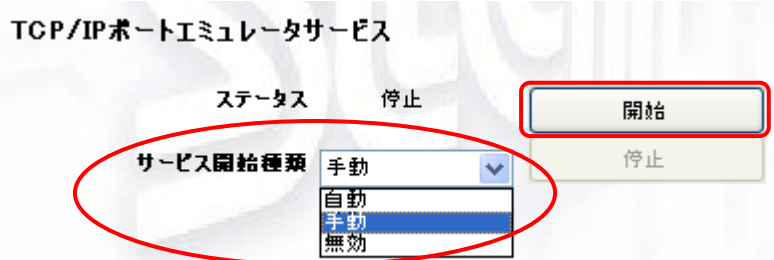 TCP/IPポートエミュレータサービス
ステータス 停止 開始
サービス開始種類 手動 停止
自動
手動
無効